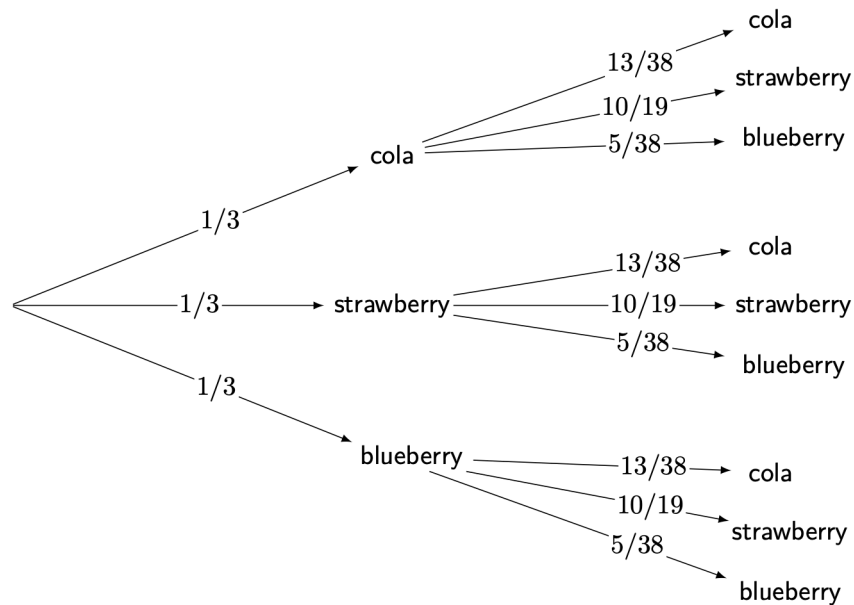 cola
13/38
strawberry
10/19
cola
5/38
blueberry
1/3
cola
13/38
1/3
strawberry
10/19
strawberry
5/38
blueberry
1/3
blueberry
13/38
cola
10/19
strawberry
5/38
blueberry